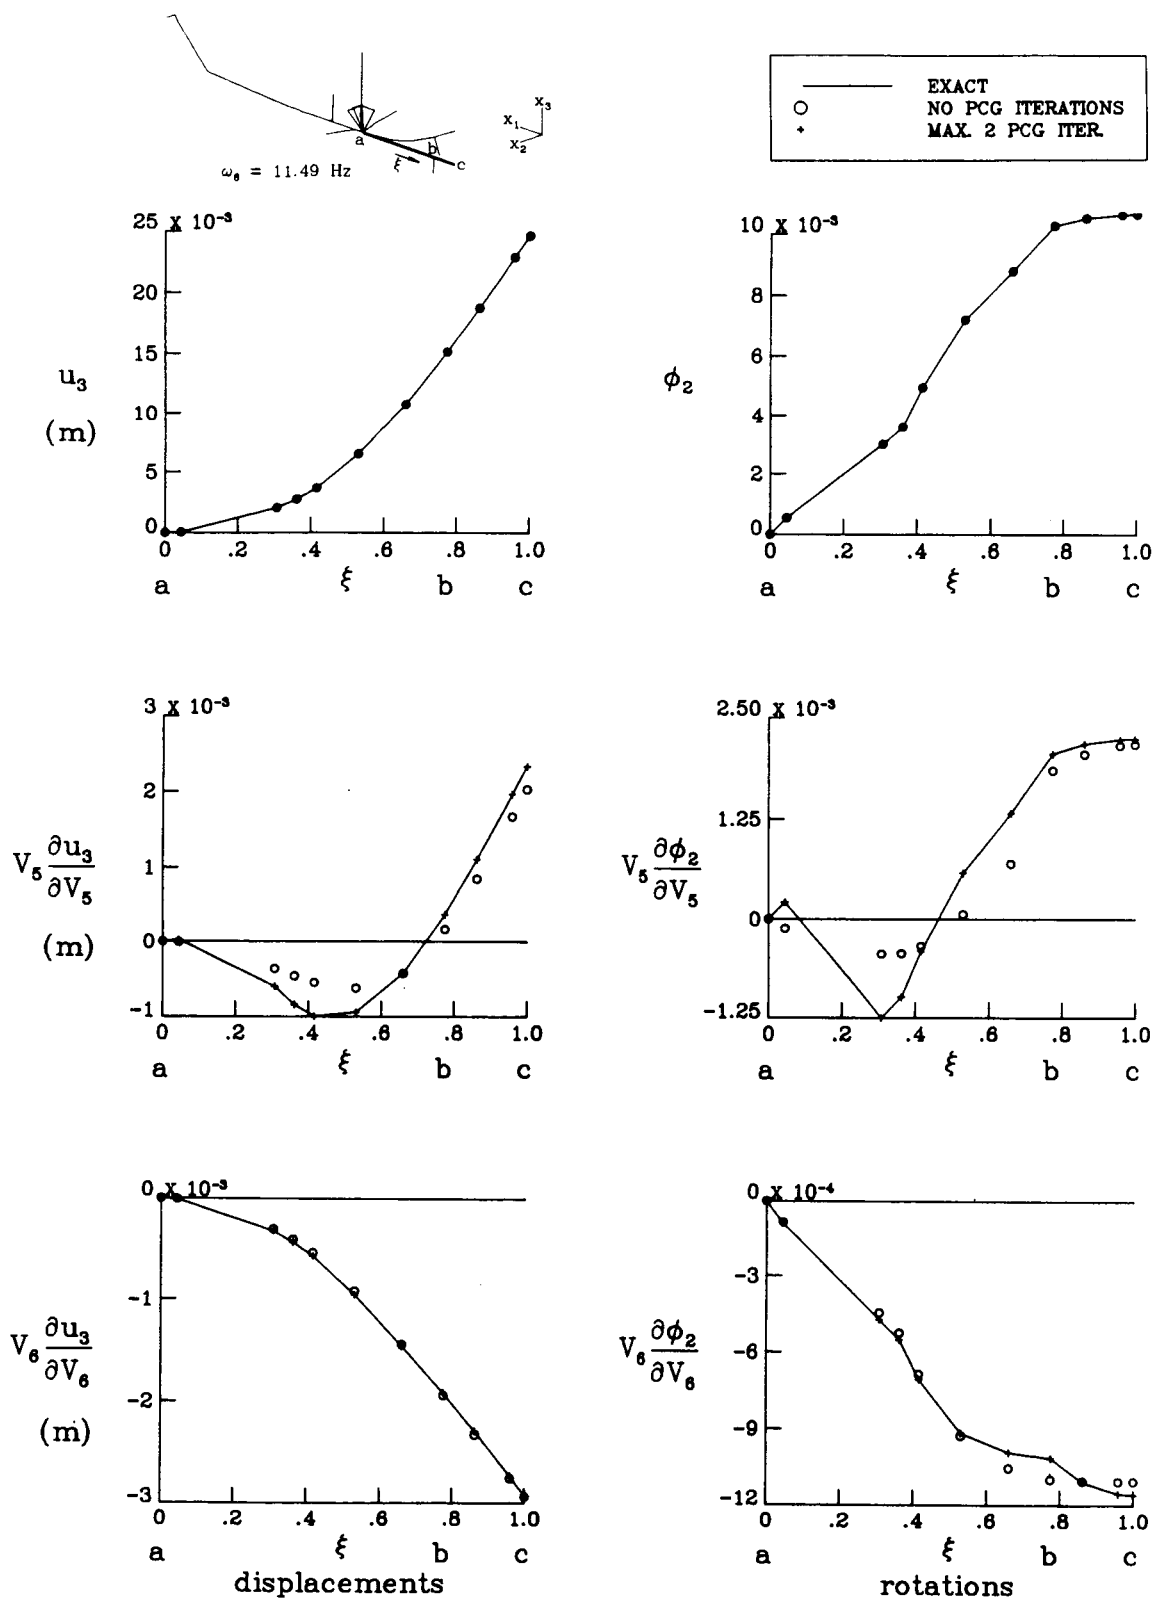 x₃
x₁
x₂
a
b
c
ξ
ω₆ = 11.49 Hz
EXACT
NO PCG ITERATIONS
MAX. 2 PCG ITER.
25 X 10⁻³
20
15
10
5
0
u₃
(m)
0 .2 .4 .6 .8 1.0
a ξ b c
10 X 10⁻³
8
6
4
2
0
ϕ₂
0 .2 .4 .6 .8 1.0
a ξ b c
3 X 10⁻³
2
1
0
-1
V₅ ∂u₃/∂V₅
(m)
0 .2 .4 .6 .8 1.0
a ξ b c
2.50 X 10⁻³
1.25
0
-1.25
V₅ ∂ϕ₂/∂V₅
0 .2 .4 .6 .8 1.0
a ξ b c
0 X 10⁻³
-1
-2
-3
V₆ ∂u₃/∂V₆
(m)
0 .2 .4 .6 .8 1.0
a ξ b c
displacements
0 X 10⁻⁴
-3
-6
-9
-12
V₆ ∂ϕ₂/∂V₆
0 .2 .4 .6 .8 1.0
a ξ b c
rotations